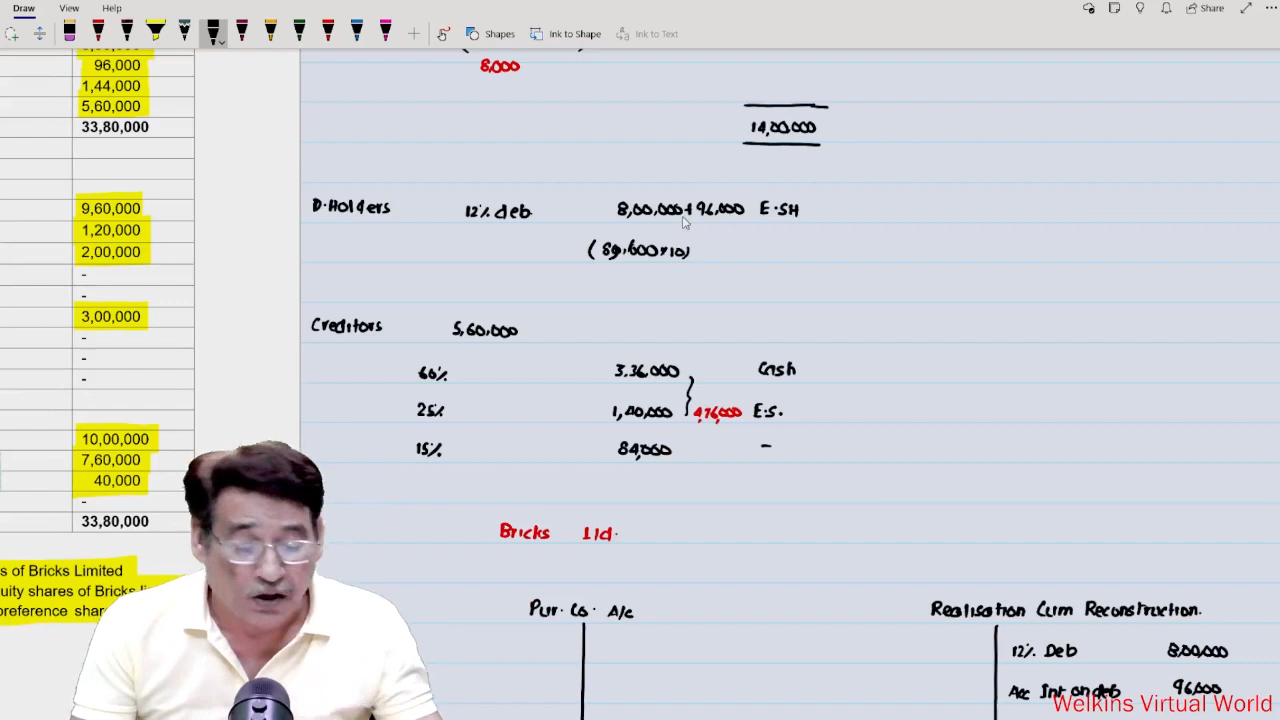 Draw View Help
Shapes Ink to Shape Ink to Text Share
96,000
1,44,000
5,60,000
33,80,000
9,60,000
1,20,000
2,00,000
-
-
3,00,000
-
-
-
10,00,000
7,60,000
40,000
-
33,80,000
s of Bricks Limited
uity shares of Bricks li
preference shar
8,000
14,00,000
D.Holders 12% deb 8,00,000+96,000 E.SH
(89,600×10)
Creditors 5,60,000
60% 3,36,000 Cash
25% 1,40,000 4,76,000 E.S.
15% 84,000 -
Bricks Ltd.
Pur. Co. A/c
Realisation Cum Reconstruction.
12% Deb 8,00,000
Acc Int on deb 96,000
Welkins Virtual World